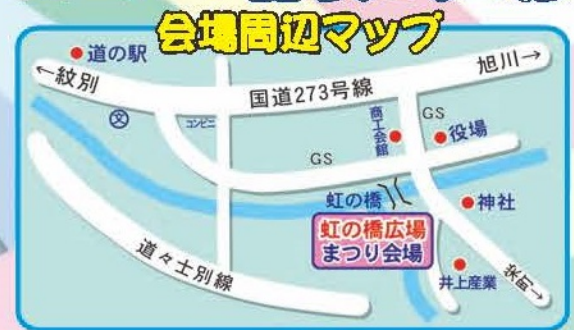 会場周辺マップ
道の駅
旭川→
←紋別
国道273号線
文
コンビニ
商工会館
GS
役場
GS
虹の橋
神社
虹の橋広場
まつり会場
道々士別線
井上産業